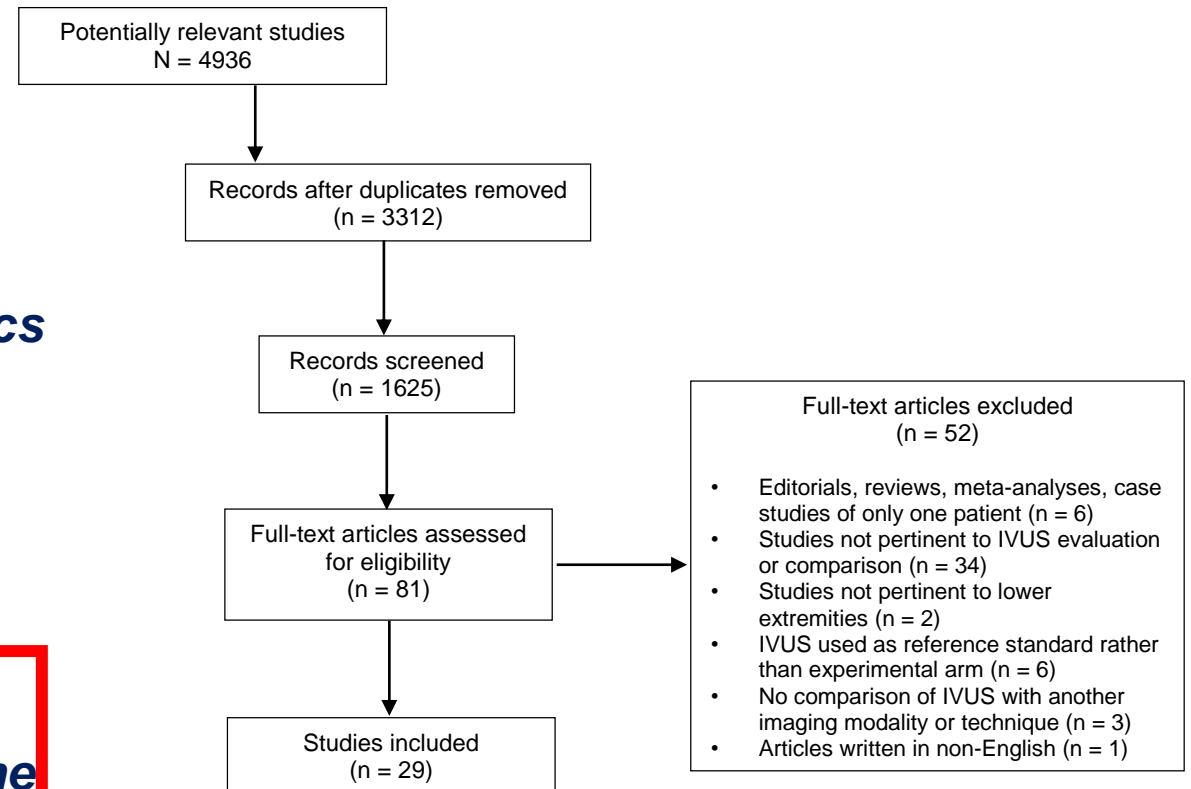 Potentially relevant studies
N = 4936
Records after duplicates removed
(n = 3312)
Records screened
(n = 1625)
Full-text articles assessed
for eligibility
(n = 81)
Studies included
(n = 29)
Full-text articles excluded
(n = 52)
• Editorials, reviews, meta-analyses, case
studies of only one patient (n = 6)
• Studies not pertinent to IVUS evaluation
or comparison (n = 34)
• Studies not pertinent to lower
extremities (n = 2)
• IVUS used as reference standard rather
than experimental arm (n = 6)
• No comparison of IVUS with another
imaging modality or technique (n = 3)
• Articles written in non-English (n = 1)
cs
ne